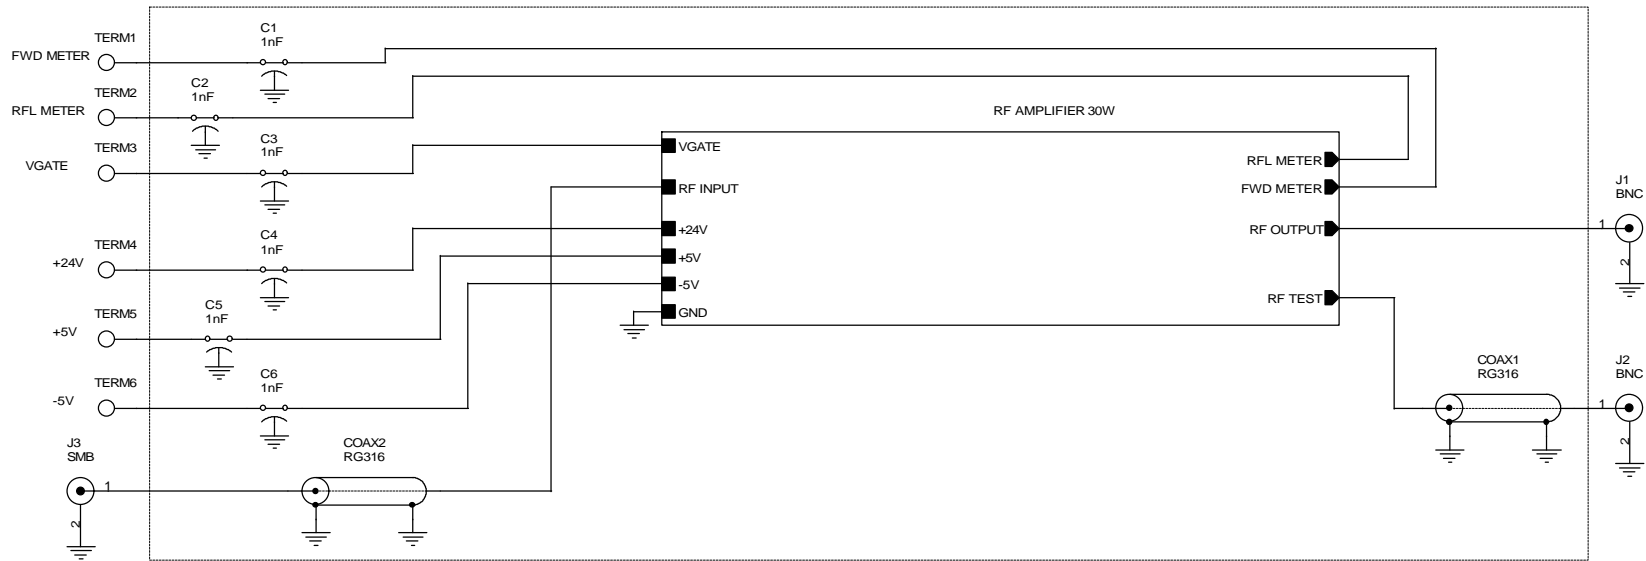 C1
1nF
TERM1
FWD METER
C2
1nF
TERM2
RFL METER
C3
1nF
TERM3
VGATE
C4
1nF
TERM4
+24V
C5
1nF
TERM5
+5V
C6
1nF
TERM6
-5V
J3
SMB
1
2
COAX2
RG316
RF AMPLIFIER 30W
VGATE
RF INPUT
+24V
+5V
-5V
GND
RFL METER
FWD METER
RF OUTPUT
RF TEST
J1
BNC
1
2
COAX1
RG316
J2
BNC
1
2